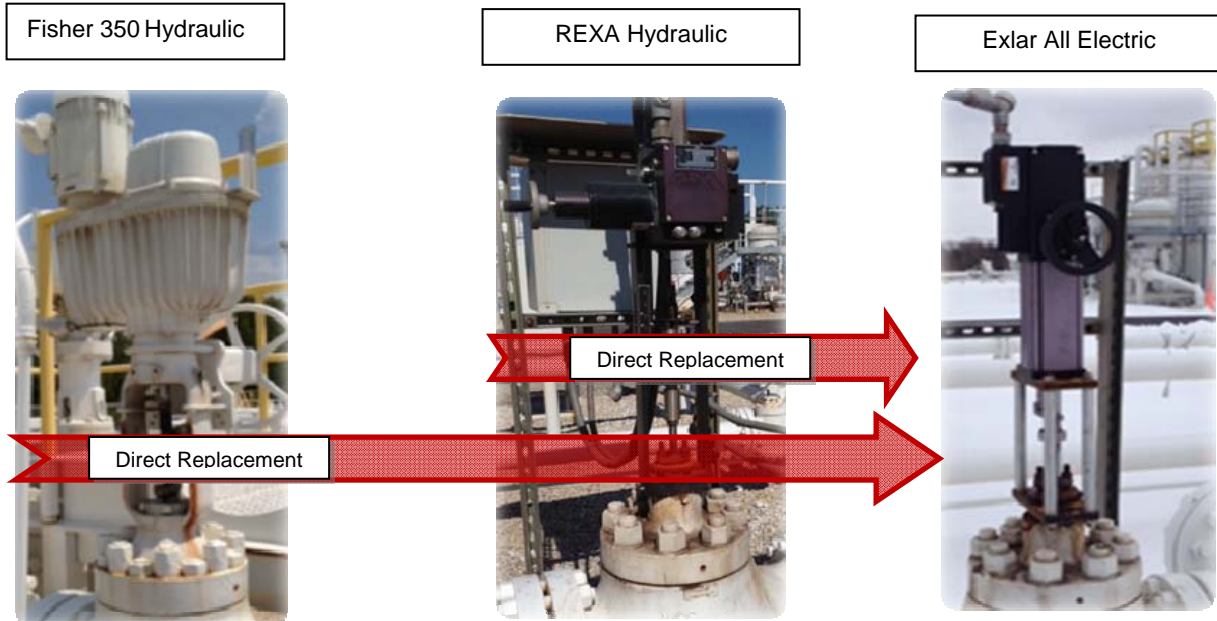 Fisher 350 Hydraulic
REXA Hydraulic
Exlar All Electric
Direct Replacement
Direct Replacement